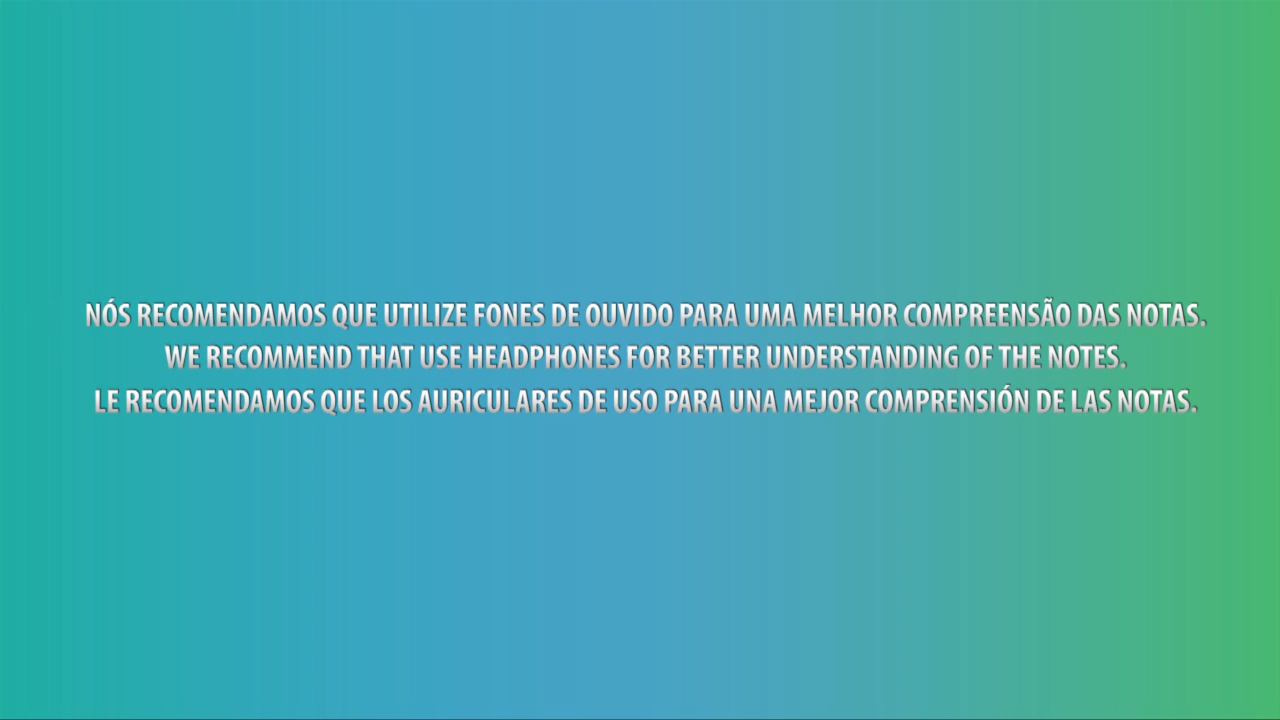 NÓS RECOMENDAMOS QUE UTILIZE FONES DE OUVIDO PARA UMA MELHOR COMPREENSÃO DAS NOTAS.
WE RECOMMEND THAT USE HEADPHONES FOR BETTER UNDERSTANDING OF THE NOTES.
LE RECOMENDAMOS QUE LOS AURICULARES DE USO PARA UNA MEJOR COMPRENSIÓN DE LAS NOTAS.